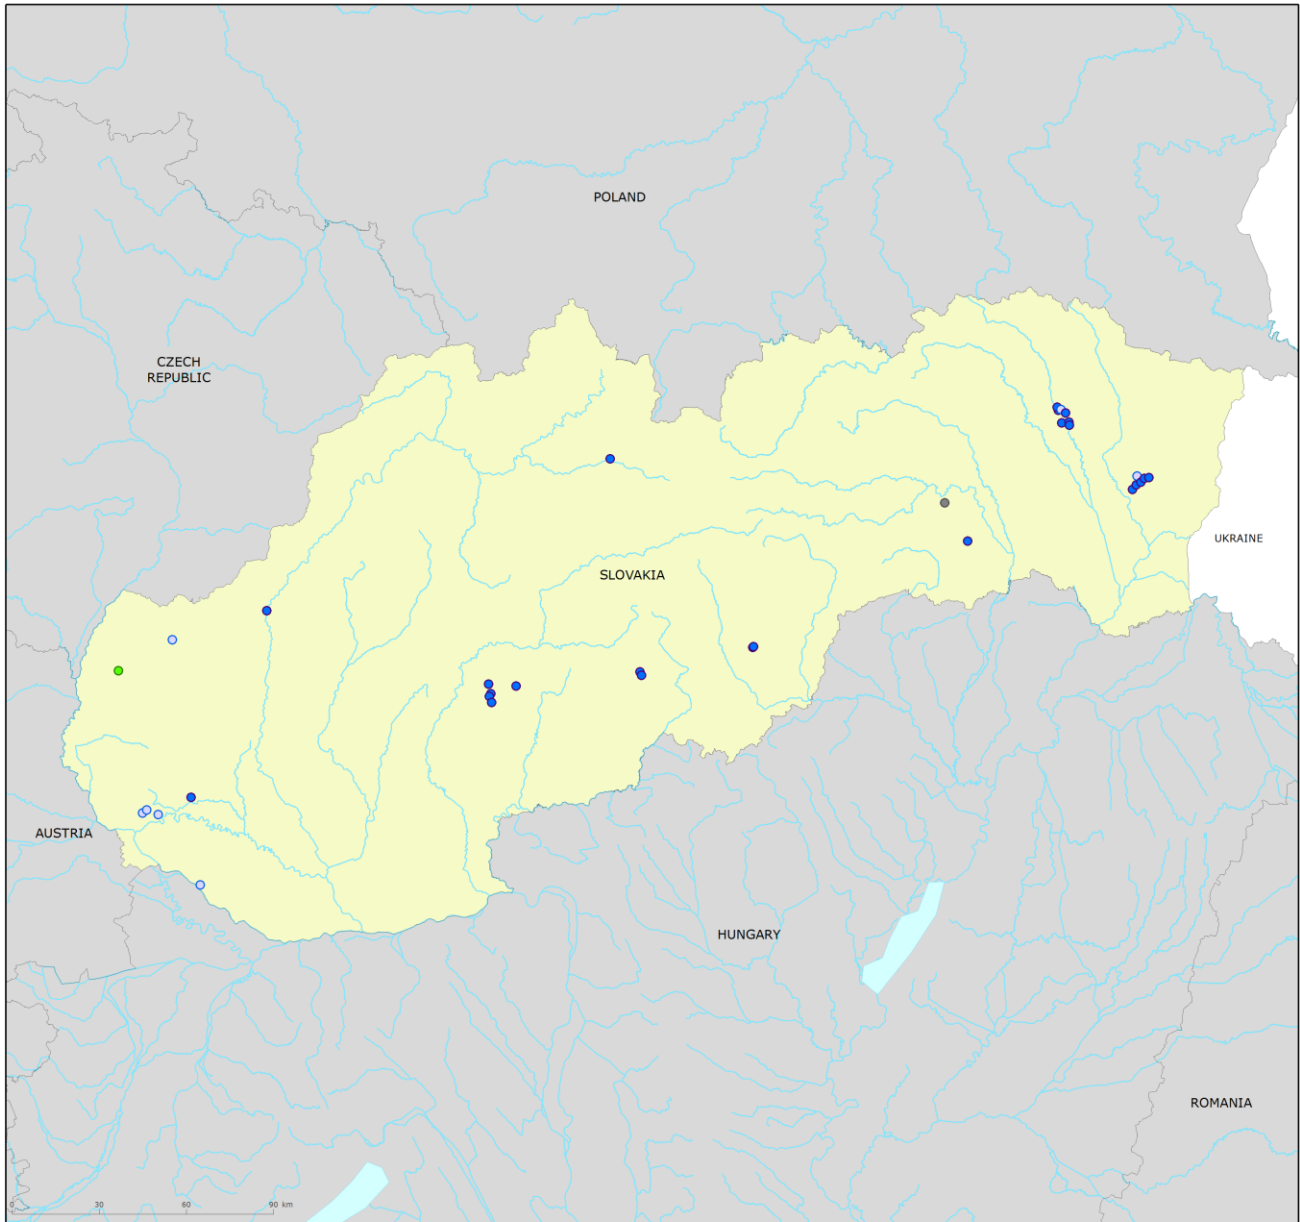 POLAND
CZECH
REPUBLIC
UKRAINE
SLOVAKIA
AUSTRIA
HUNGARY
ROMANIA
0 30 60 90 km